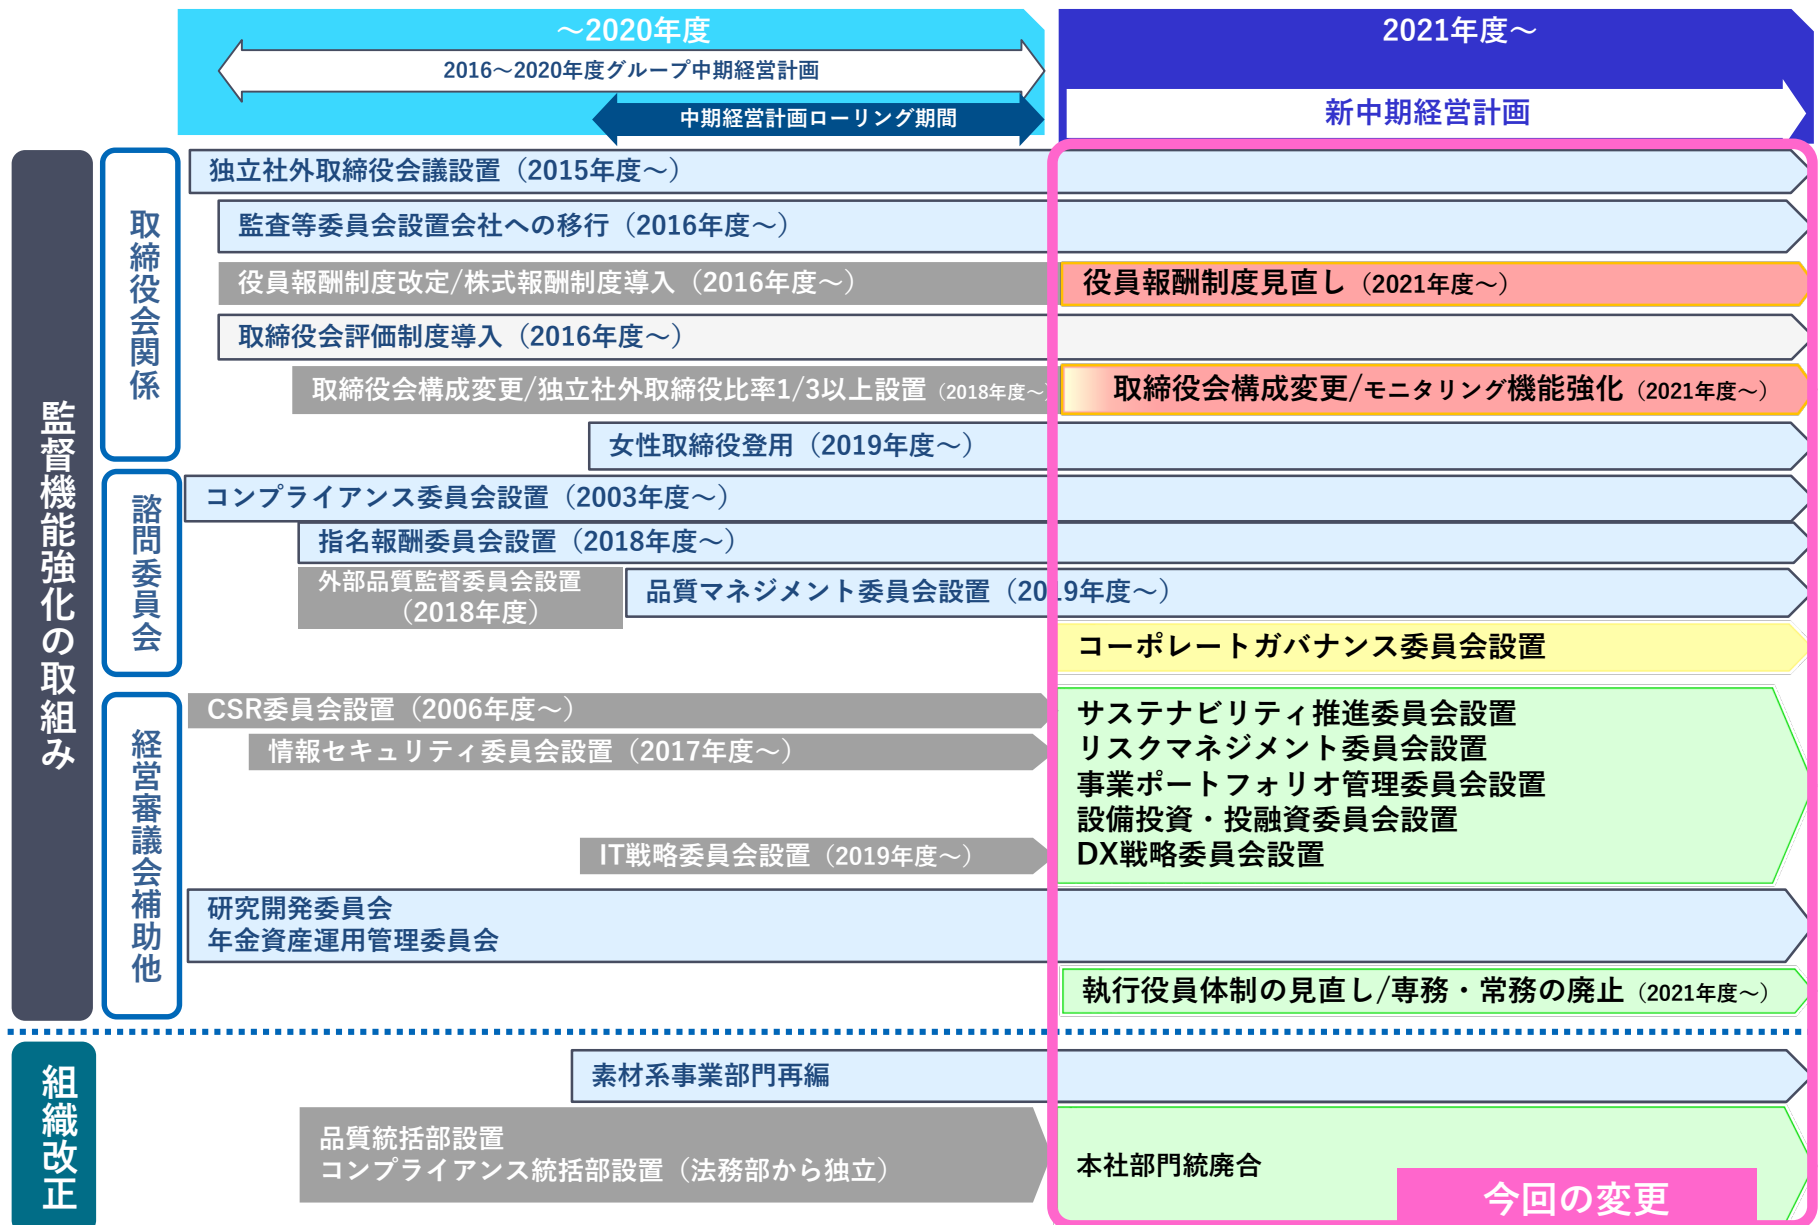 ～2020年度
2021年度～
2016～2020年度グループ中期経営計画
中期経営計画ローリング期間
新中期経営計画
監督機能強化の取組み
取締役会関係
独立社外取締役会議設置（2015年度～）
監査等委員会設置会社への移行（2016年度～）
役員報酬制度改定/株式報酬制度導入（2016年度～）
役員報酬制度見直し（2021年度～）
取締役会評価制度導入（2016年度～）
取締役会構成変更/独立社外取締役比率1/3以上設置（2018年度～）
取締役会構成変更/モニタリング機能強化（2021年度～）
女性取締役登用（2019年度～）
諮問委員会
コンプライアンス委員会設置（2003年度～）
指名報酬委員会設置（2018年度～）
外部品質監督委員会設置
（2018年度）
品質マネジメント委員会設置（2019年度～）
コーポレートガバナンス委員会設置
経営審議会補助他
CSR委員会設置（2006年度～）
情報セキュリティ委員会設置（2017年度～）
IT戦略委員会設置（2019年度～）
サステナビリティ推進委員会設置
リスクマネジメント委員会設置
事業ポートフォリオ管理委員会設置
設備投資・投融資委員会設置
DX戦略委員会設置
研究開発委員会
年金資産運用管理委員会
執行役員体制の見直し/専務・常務の廃止（2021年度～）
組織改正
素材系事業部門再編
品質統括部設置
コンプライアンス統括部設置（法務部から独立）
本社部門統廃合
今回の変更